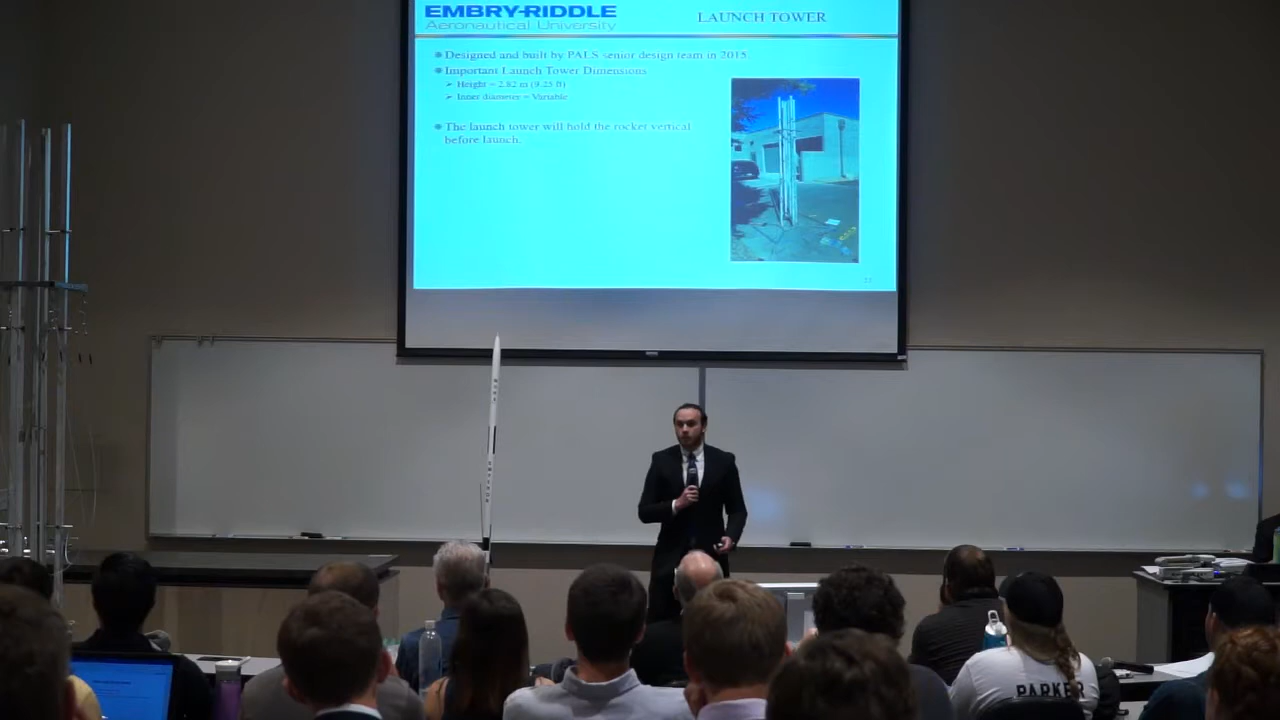 EMBRY-RIDDLE
Aeronautical University
LAUNCH TOWER
Designed and built by PALS senior design team in 2015
Important Launch Tower Dimensions
Height = 2.82 m (9.25 ft)
Inner diameter = Variable
The launch tower will hold the rocket vertical
before launch.
PARKER